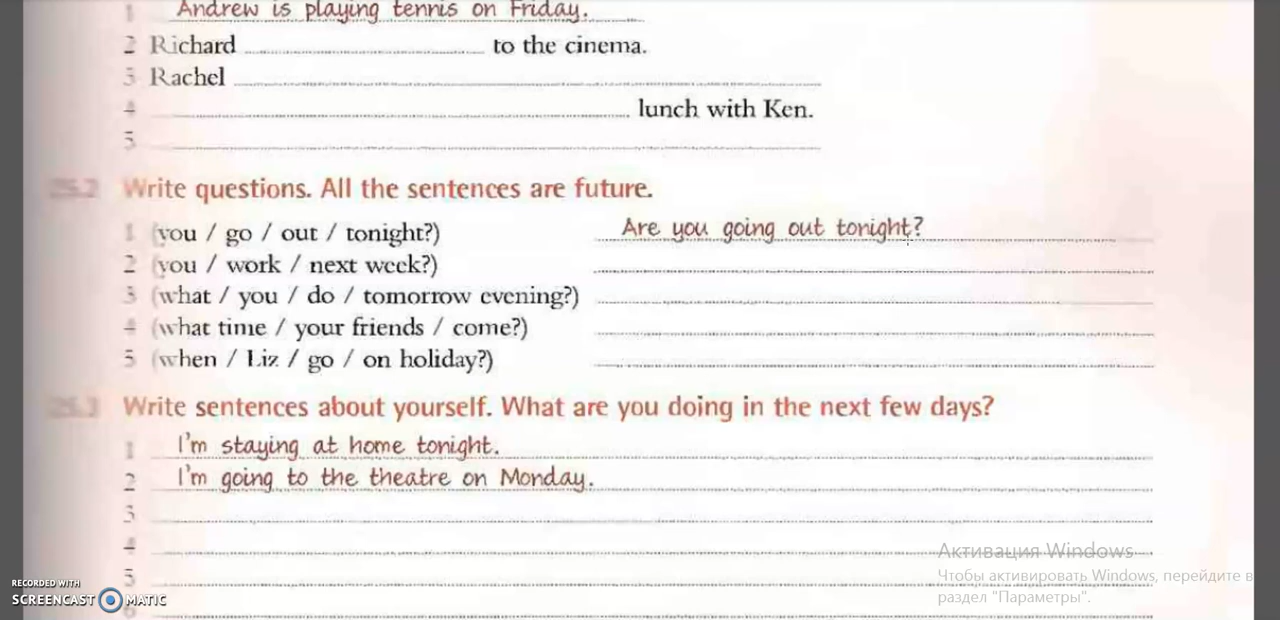 1 Andrew is playing tennis on Friday.
2 Richard to the cinema.
3 Rachel
4 lunch with Ken.
5
25.2 Write questions. All the sentences are future.
1 (you / go / out / tonight?) Are you going out tonight?
2 (you / work / next week?)
3 (what / you / do / tomorrow evening?)
4 (what time / your friends / come?)
5 (when / Liz / go / on holiday?)
25.3 Write sentences about yourself. What are you doing in the next few days?
1 I'm staying at home tonight.
2 I'm going to the theatre on Monday.
3
4
5
6
Активация Windows
Чтобы активировать Windows, перейдите в
раздел "Параметры".
RECORDED WITH
SCREENCAST MATIC